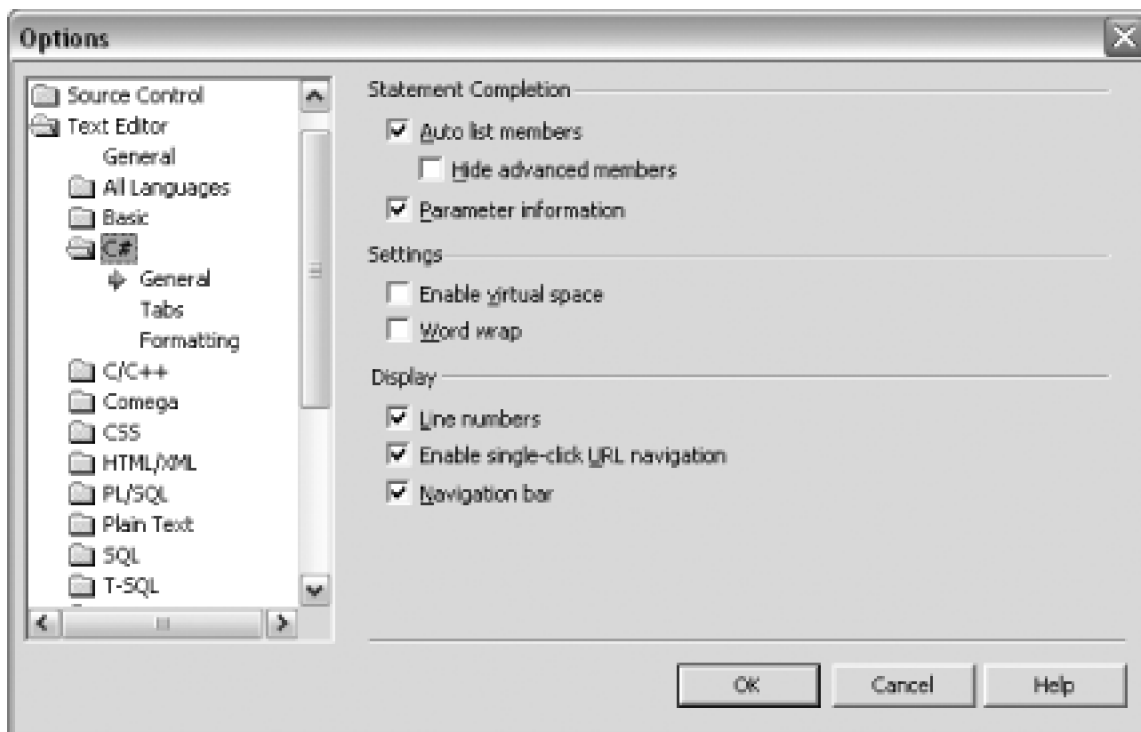 Options
Source Control
Text Editor
General
All Languages
Basic
C#
General
Tabs
Formatting
C/C++
Comega
CSS
HTML/XML
PL/SQL
Plain Text
SQL
T-SQL
Statement Completion
Auto list members
Hide advanced members
Parameter information
Settings
Enable virtual space
Word wrap
Display
Line numbers
Enable single-click URL navigation
Navigation bar
OK
Cancel
Help